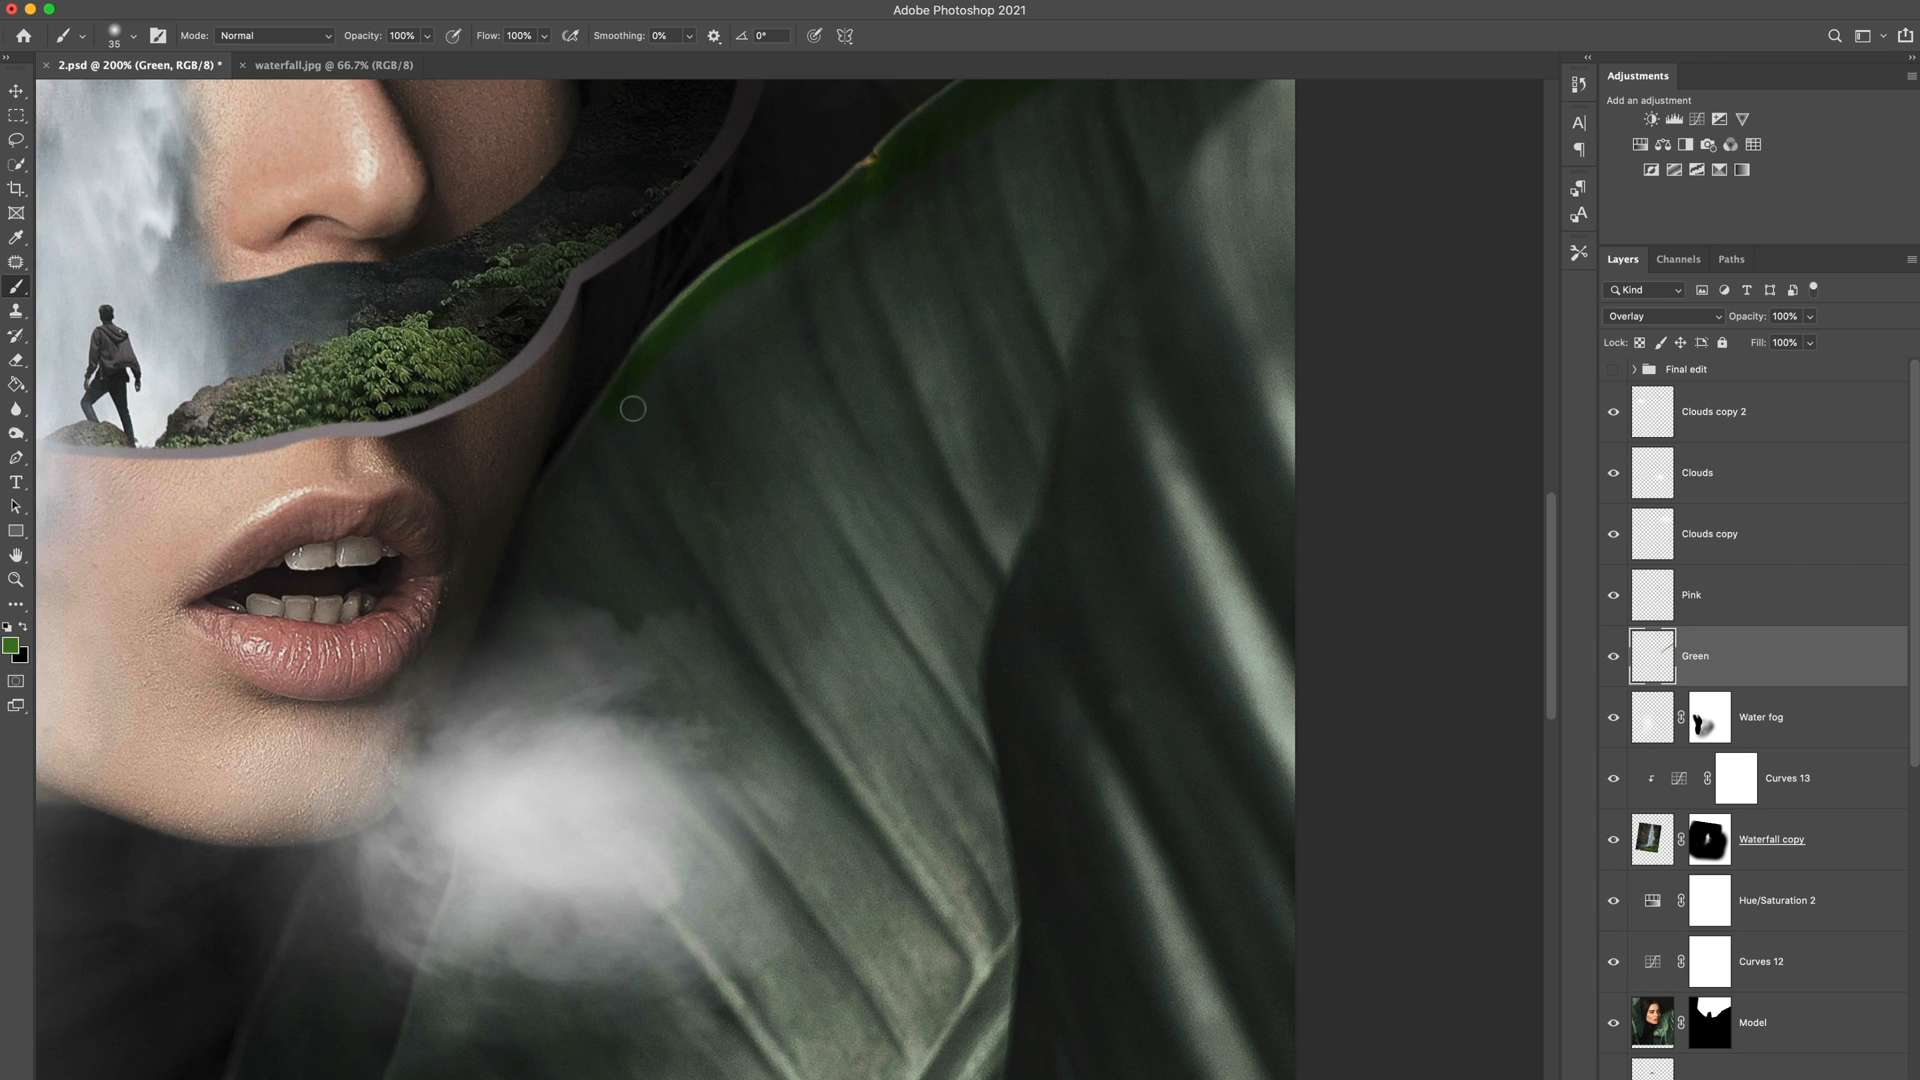 Adobe Photoshop 2021
35
Mode: Normal Opacity: 100% Flow: 100% Smoothing: 0% 0°
2.psd @ 200% (Green, RGB/8) *
waterfall.jpg @ 66.7% (RGB/8)
Adjustments
Add an adjustment
Layers Channels Paths
Kind
Overlay Opacity: 100%
Lock: Fill: 100%
Final edit
Clouds copy 2
Clouds
Clouds copy
Pink
Green
Water fog
Curves 13
Waterfall copy
Hue/Saturation 2
Curves 12
Model